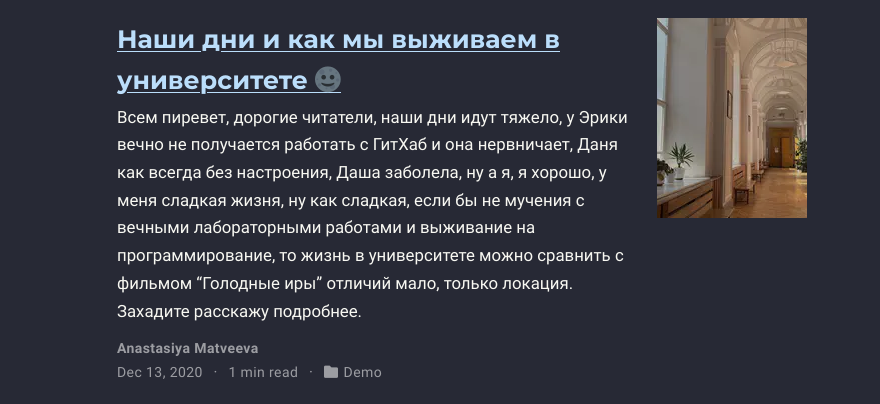 Наши дни и как мы выживаем в
университете 🌚
Всем пиревет, дорогие читатели, наши дни идут тяжело, у Эрики
вечно не получается работать с ГитХаб и она нервничает, Даня
как всегда без настроения, Даша заболела, ну а я, я хорошо, у
меня сладкая жизня, ну как сладкая, если бы не мучения с
вечными лабораторными работами и выживание на
программирование, то жизнь в университете можно сравнить с
фильмом “Голодные иры” отличий мало, только локация.
Захадите расскажу подробнее.
Anastasiya Matveeva
Dec 13, 2020 · 1 min read · Demo